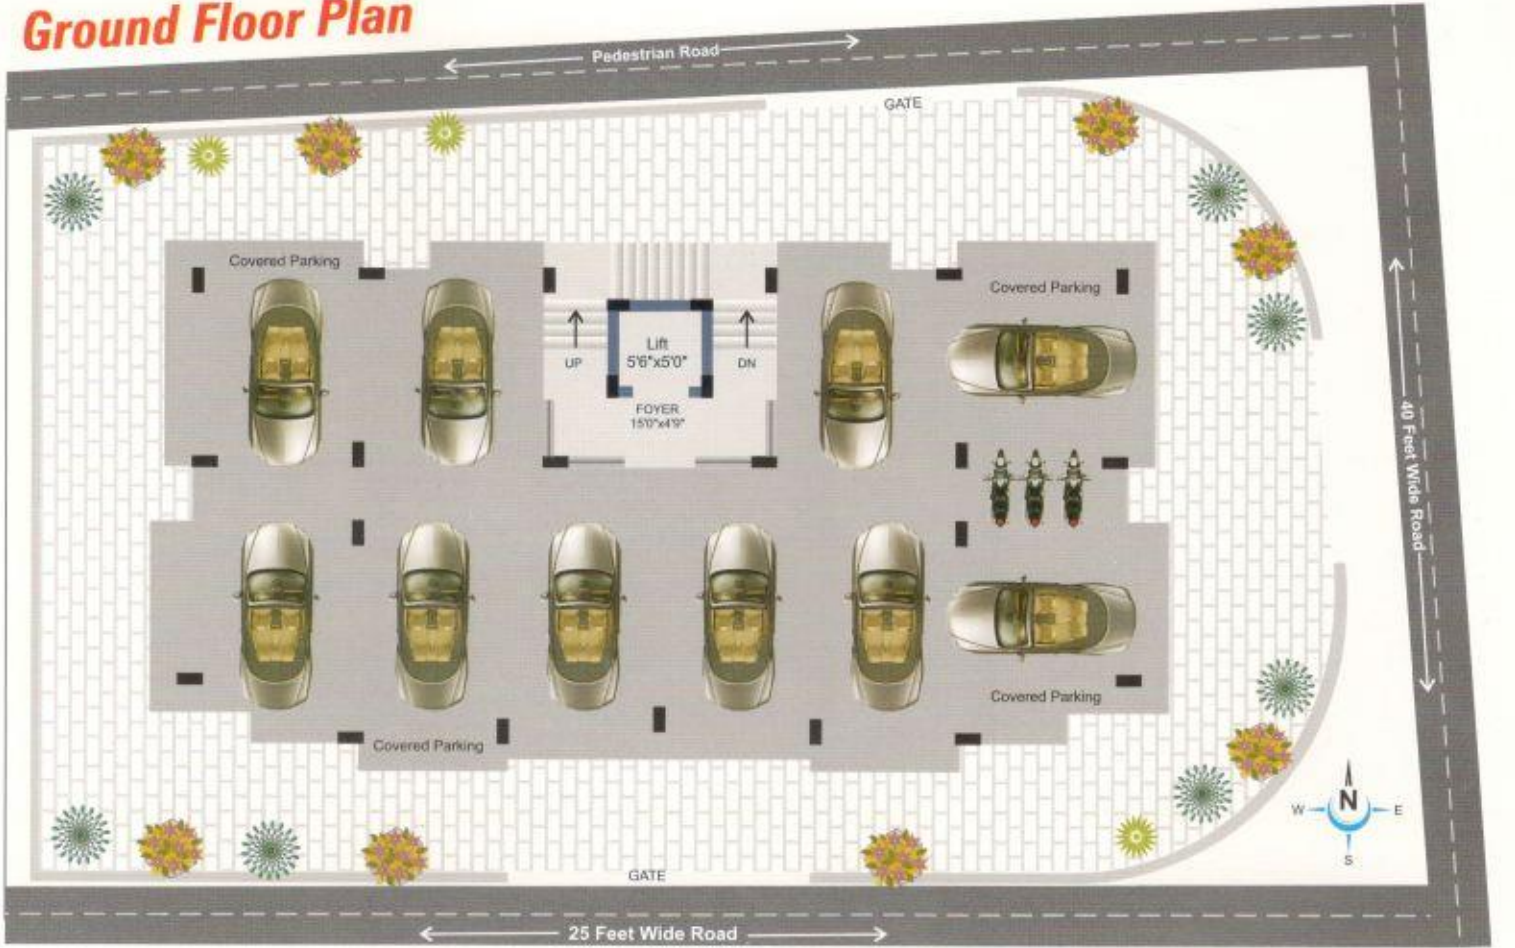 Ground Floor Plan
Pedestrian Road
GATE
Covered Parking
Covered Parking
Lift
5'6"x5'0"
UP
DN
FOYER
15'0"x4'9"
40 Feet Wide Road
Covered Parking
Covered Parking
N
W
E
S
GATE
25 Feet Wide Road